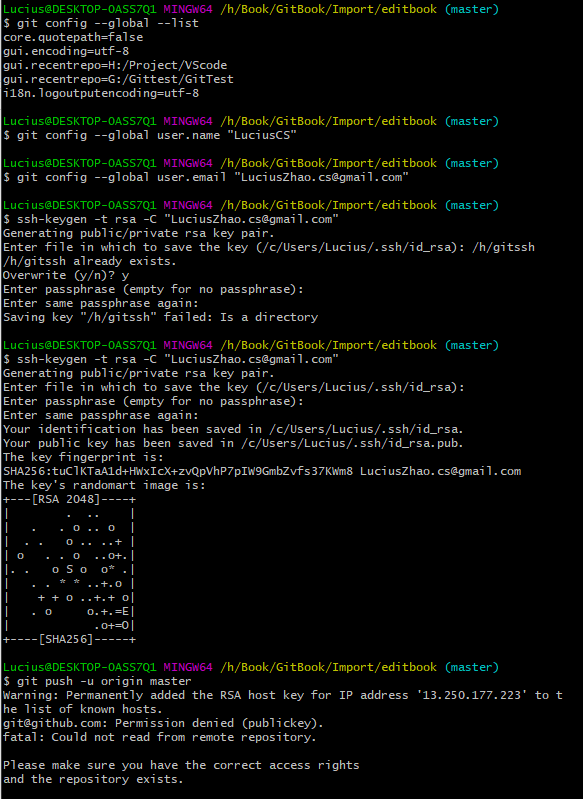 Lucius@DESKTOP-OASS7Q1 MINGW64 /h/Book/GitBook/Import/editbook (master)
$ git config --global --list
core.quotepath=false
gui.encoding=utf-8
gui.recentrepo=H:/Project/VScode
gui.recentrepo=G:/Gittest/GitTest
i18n.logoutputencoding=utf-8
Lucius@DESKTOP-OASS7Q1 MINGW64 /h/Book/GitBook/Import/editbook (master)
$ git config --global user.name "LuciusCS"
Lucius@DESKTOP-OASS7Q1 MINGW64 /h/Book/GitBook/Import/editbook (master)
$ git config --global user.email "LuciusZhao.cs@gmail.com"
Lucius@DESKTOP-OASS7Q1 MINGW64 /h/Book/GitBook/Import/editbook (master)
$ ssh-keygen -t rsa -C "LuciusZhao.cs@gmail.com"
Generating public/private rsa key pair.
Enter file in which to save the key (/c/Users/Lucius/.ssh/id_rsa): /h/gitssh
/h/gitssh already exists.
Overwrite (y/n)? y
Enter passphrase (empty for no passphrase):
Enter same passphrase again:
Saving key "/h/gitssh" failed: Is a directory
Lucius@DESKTOP-OASS7Q1 MINGW64 /h/Book/GitBook/Import/editbook (master)
$ ssh-keygen -t rsa -C "LuciusZhao.cs@gmail.com"
Generating public/private rsa key pair.
Enter file in which to save the key (/c/Users/Lucius/.ssh/id_rsa):
Enter passphrase (empty for no passphrase):
Enter same passphrase again:
Your identification has been saved in /c/Users/Lucius/.ssh/id_rsa.
Your public key has been saved in /c/Users/Lucius/.ssh/id_rsa.pub.
The key fingerprint is:
SHA256:tuClKTaA1d+HWxIcX+zvQpVhP7pIW9GmbZvfs37KWm8 LuciusZhao.cs@gmail.com
The key's randomart image is:
+---[RSA 2048]----+
|        .  ..    |
|   .   . o .. o  |
|  . .   o .. ..+ |
| o   . . o  ..o+.|
|. .   o S o  o* .|
|   . . * * ..+.o |
|    + + o ..+.+ o|
|   . o     o.+.=E|
|            .o+=O|
+----[SHA256]-----+
Lucius@DESKTOP-OASS7Q1 MINGW64 /h/Book/GitBook/Import/editbook (master)
$ git push -u origin master
Warning: Permanently added the RSA host key for IP address '13.250.177.223' to t
he list of known hosts.
git@github.com: Permission denied (publickey).
fatal: Could not read from remote repository.
Please make sure you have the correct access rights
and the repository exists.